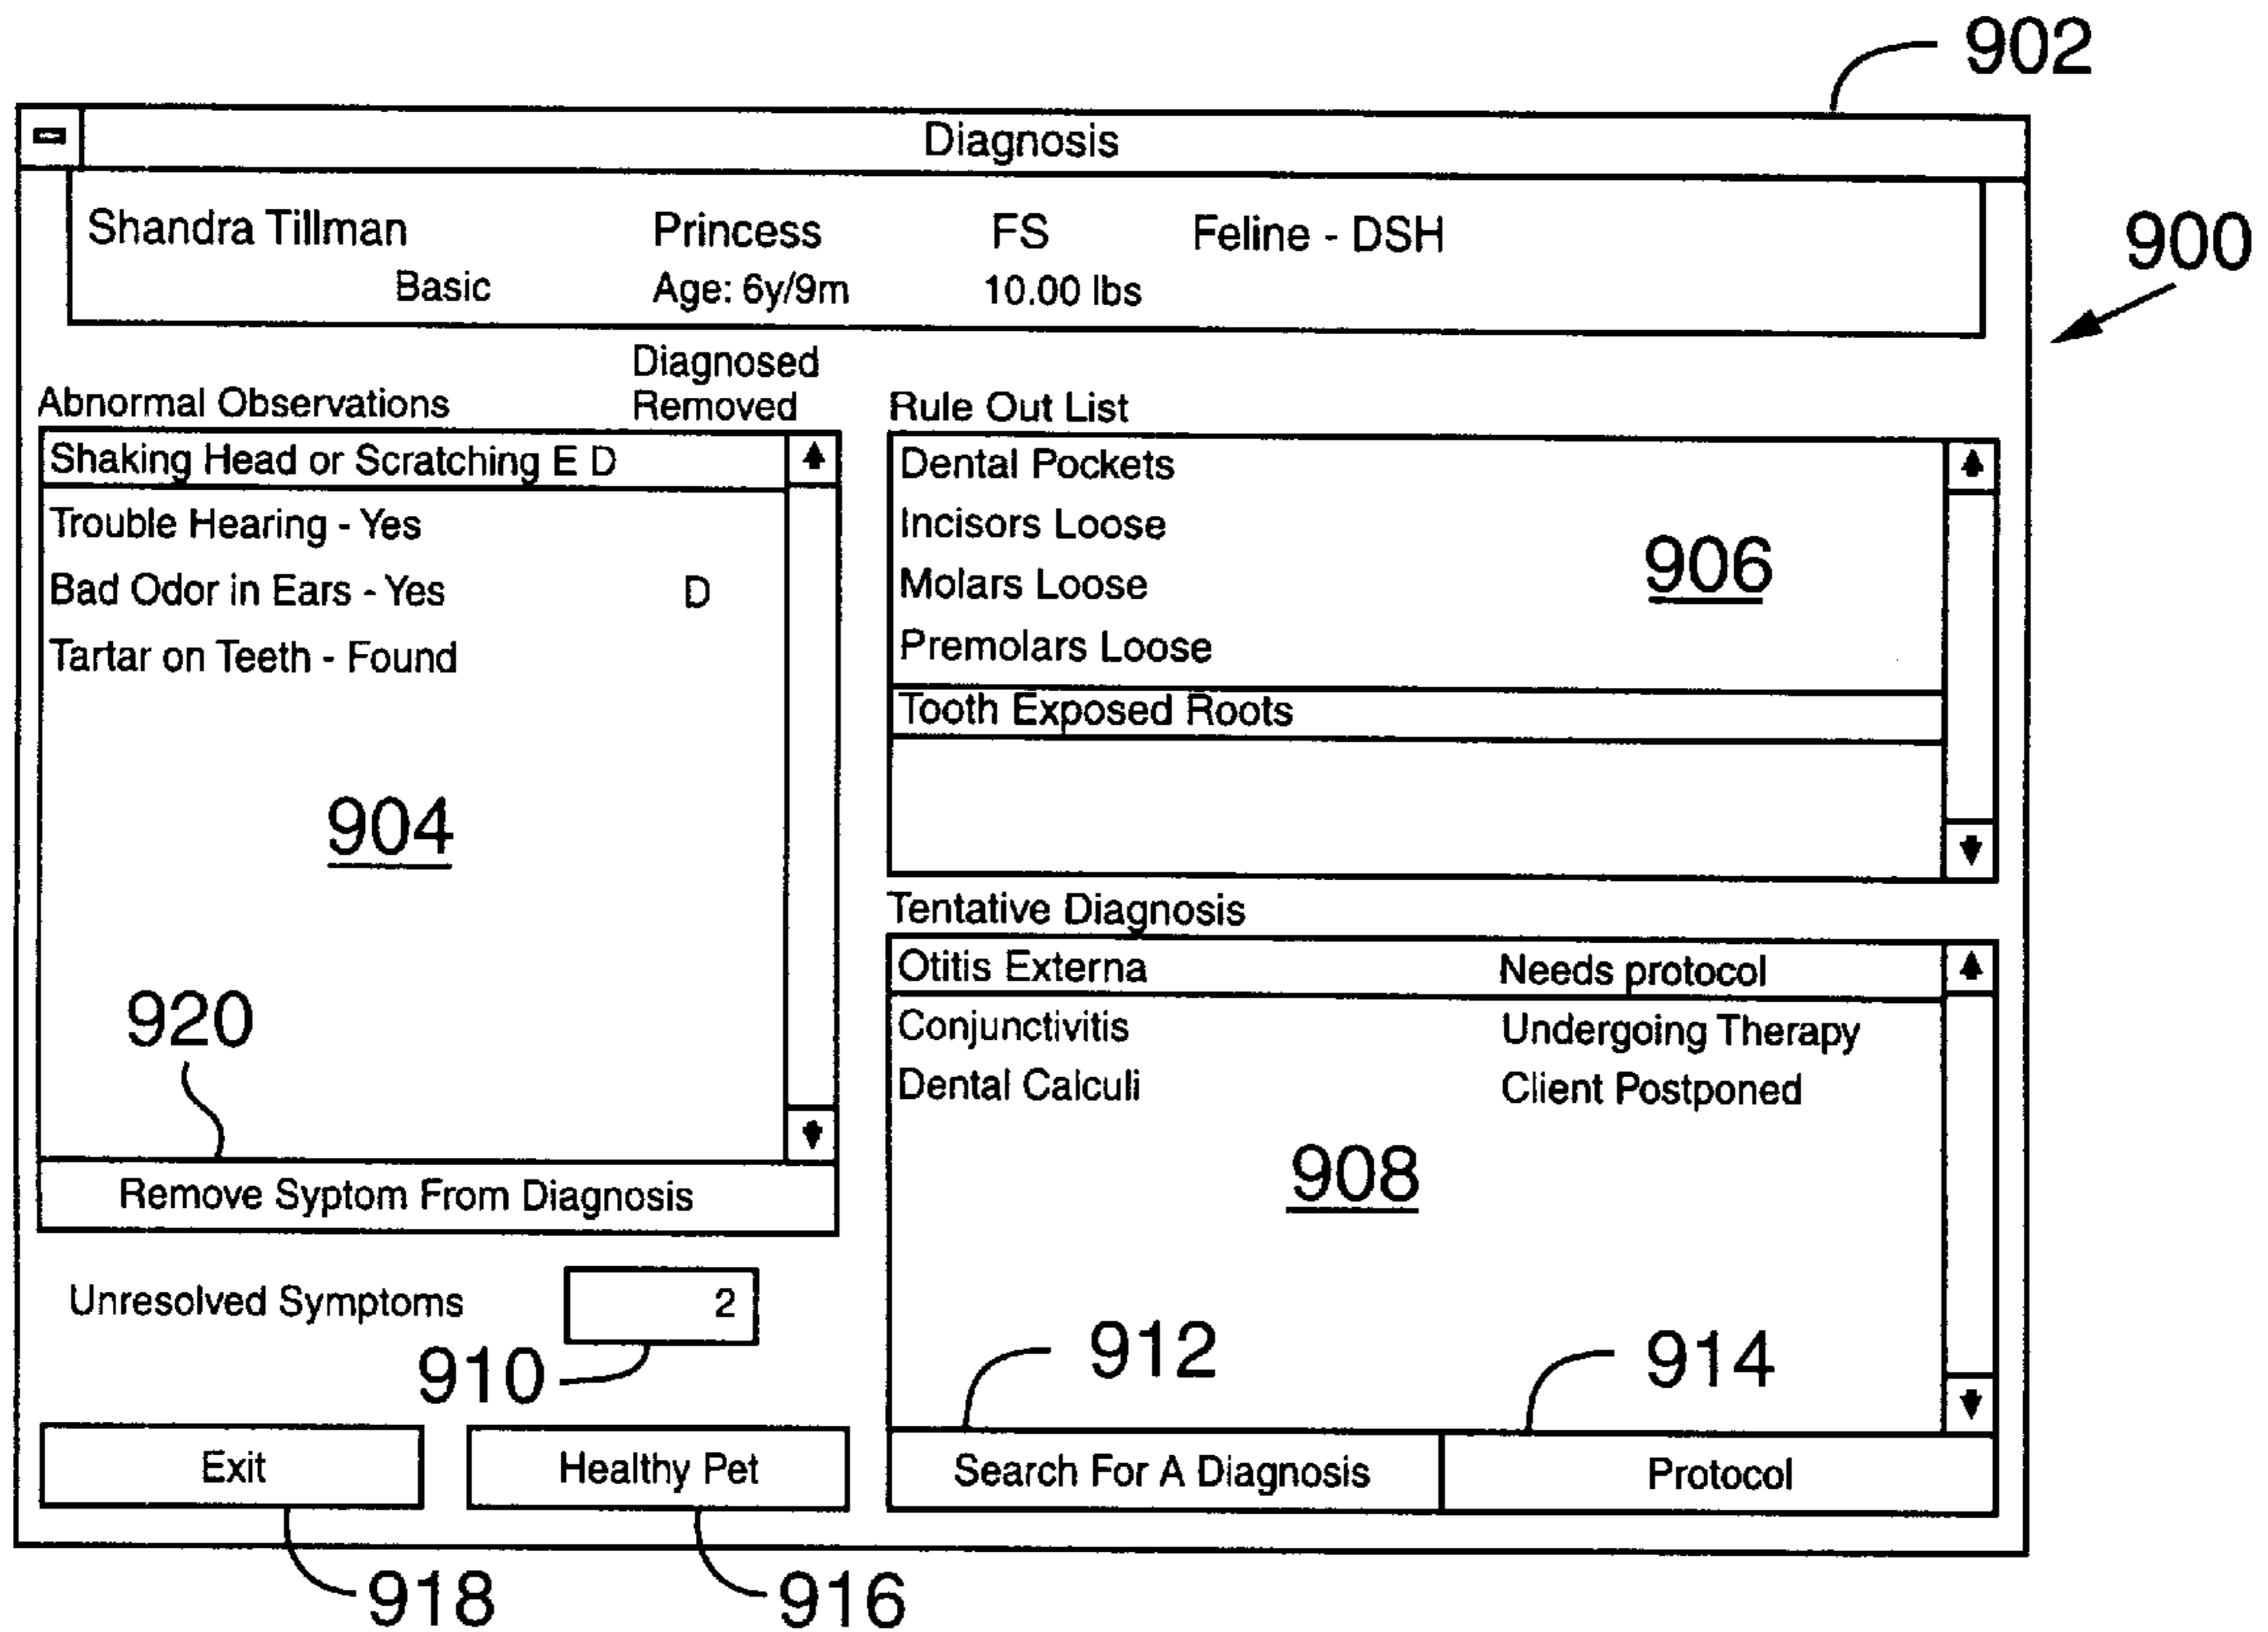 902
Diagnosis
900
Shandra Tillman Princess FS Feline - DSH
Basic Age: 6y/9m 10.00 lbs
Diagnosed
Abnormal Observations Removed
Shaking Head or Scratching E D
Trouble Hearing - Yes
Bad Odor in Ears - Yes D
Tartar on Teeth - Found
904
920
Remove Syptom From Diagnosis
Unresolved Symptoms 2
910
Exit Healthy Pet
918 916
Rule Out List
Dental Pockets
Incisors Loose
Molars Loose
Premolars Loose
Tooth Exposed Roots
906
Tentative Diagnosis
Otitis Externa Needs protocol
Conjunctivitis Undergoing Therapy
Dental Calculi Client Postponed
908
912 914
Search For A Diagnosis Protocol